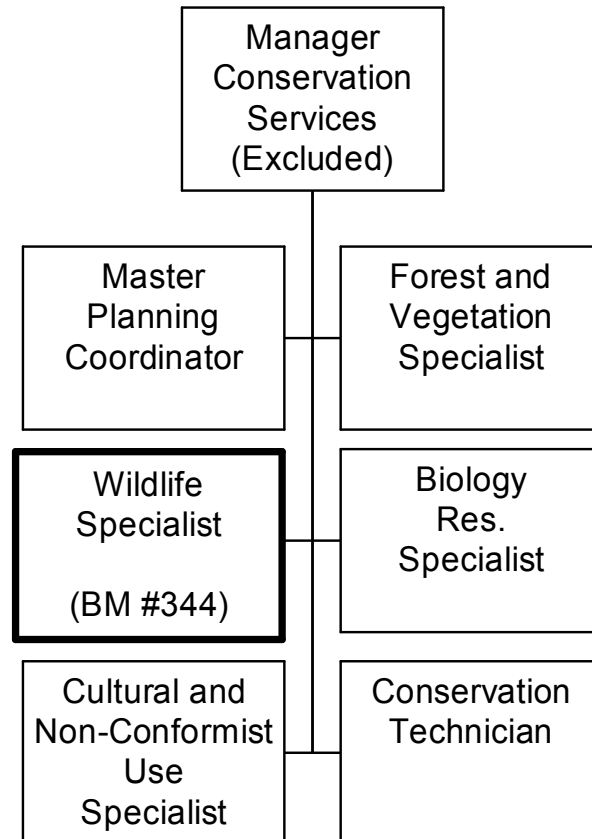 Manager
Conservation
Services
(Excluded)
Master
Planning
Coordinator
Forest and
Vegetation
Specialist
Wildlife
Specialist
(BM #344)
Biology
Res.
Specialist
Cultural and
Non-Conformist
Use
Specialist
Conservation
Technician